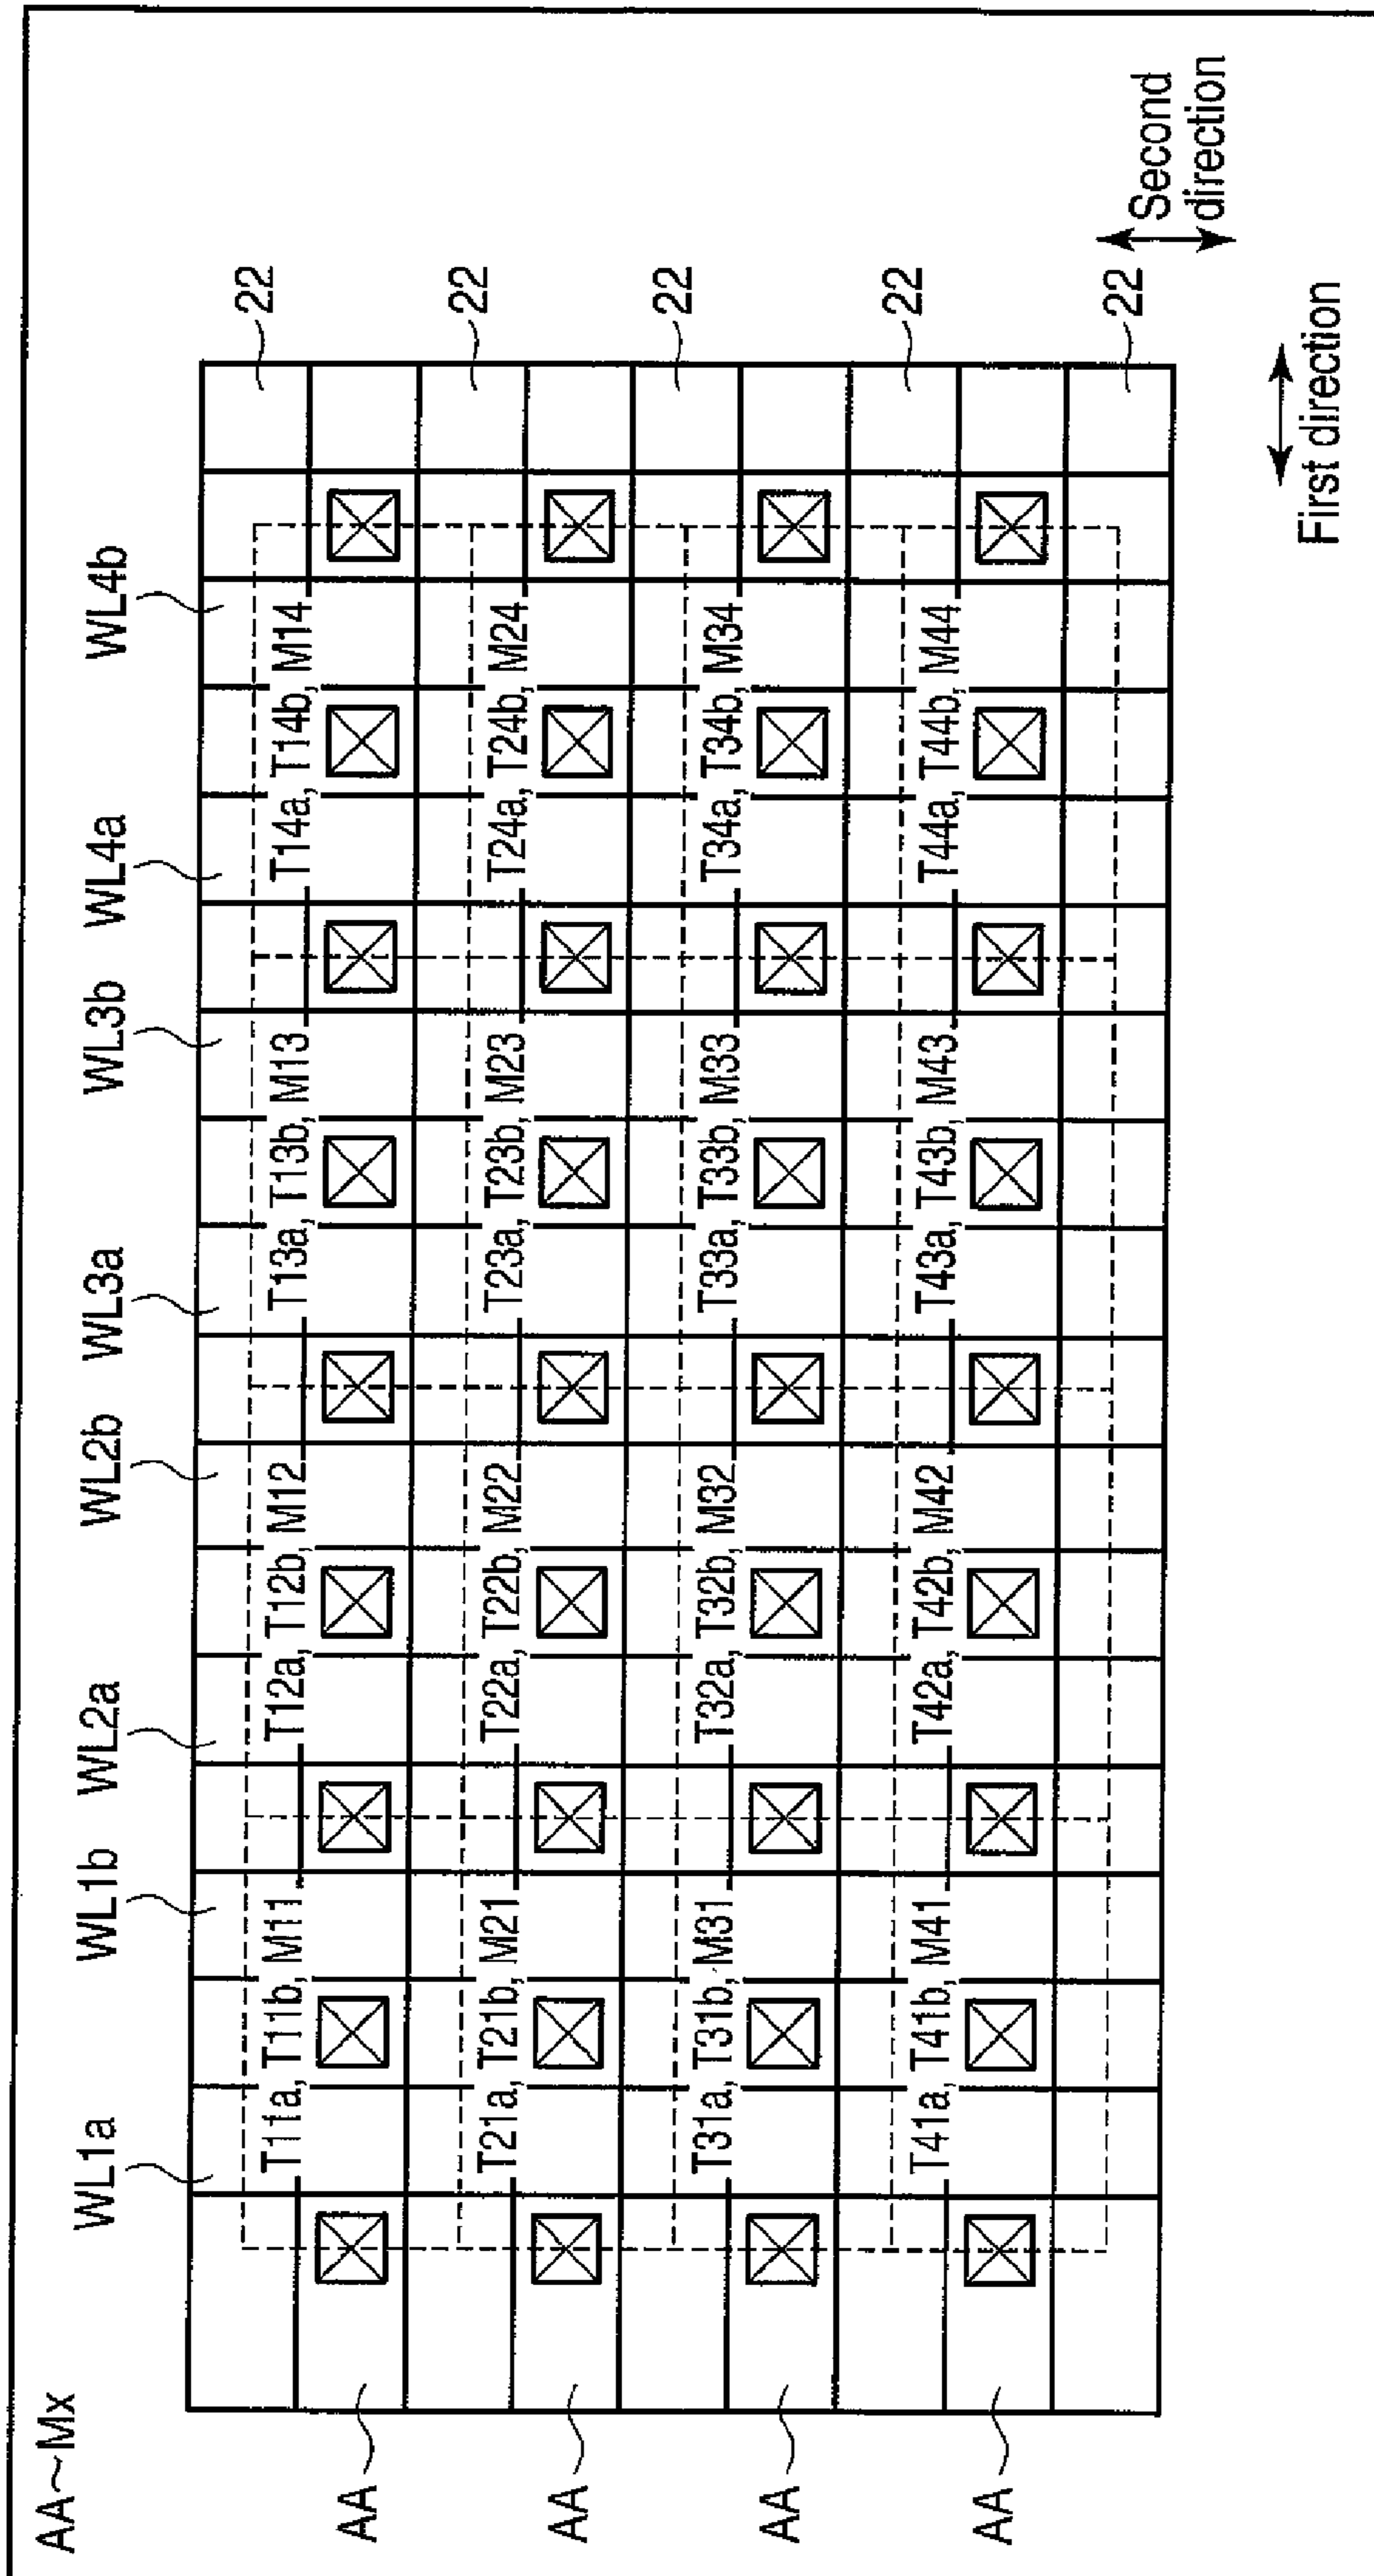 AA~Mx
WL1a
WL1b
WL2a
WL2b
WL3a
WL3b
WL4a
WL4b
22
T11a, T11b, M11
T12a, T12b, M12
T13a, T13b, M13
T14a, T14b, M14
AA
22
T21a, T21b, M21
T22a, T22b, M22
T23a, T23b, M23
T24a, T24b, M24
AA
22
T31a, T31b, M31
T32a, T32b, M32
T33a, T33b, M33
T34a, T34b, M34
AA
22
T41a, T41b, M41
T42a, T42b, M42
T43a, T43b, M43
T44a, T44b, M44
AA
22
Second
direction
First direction